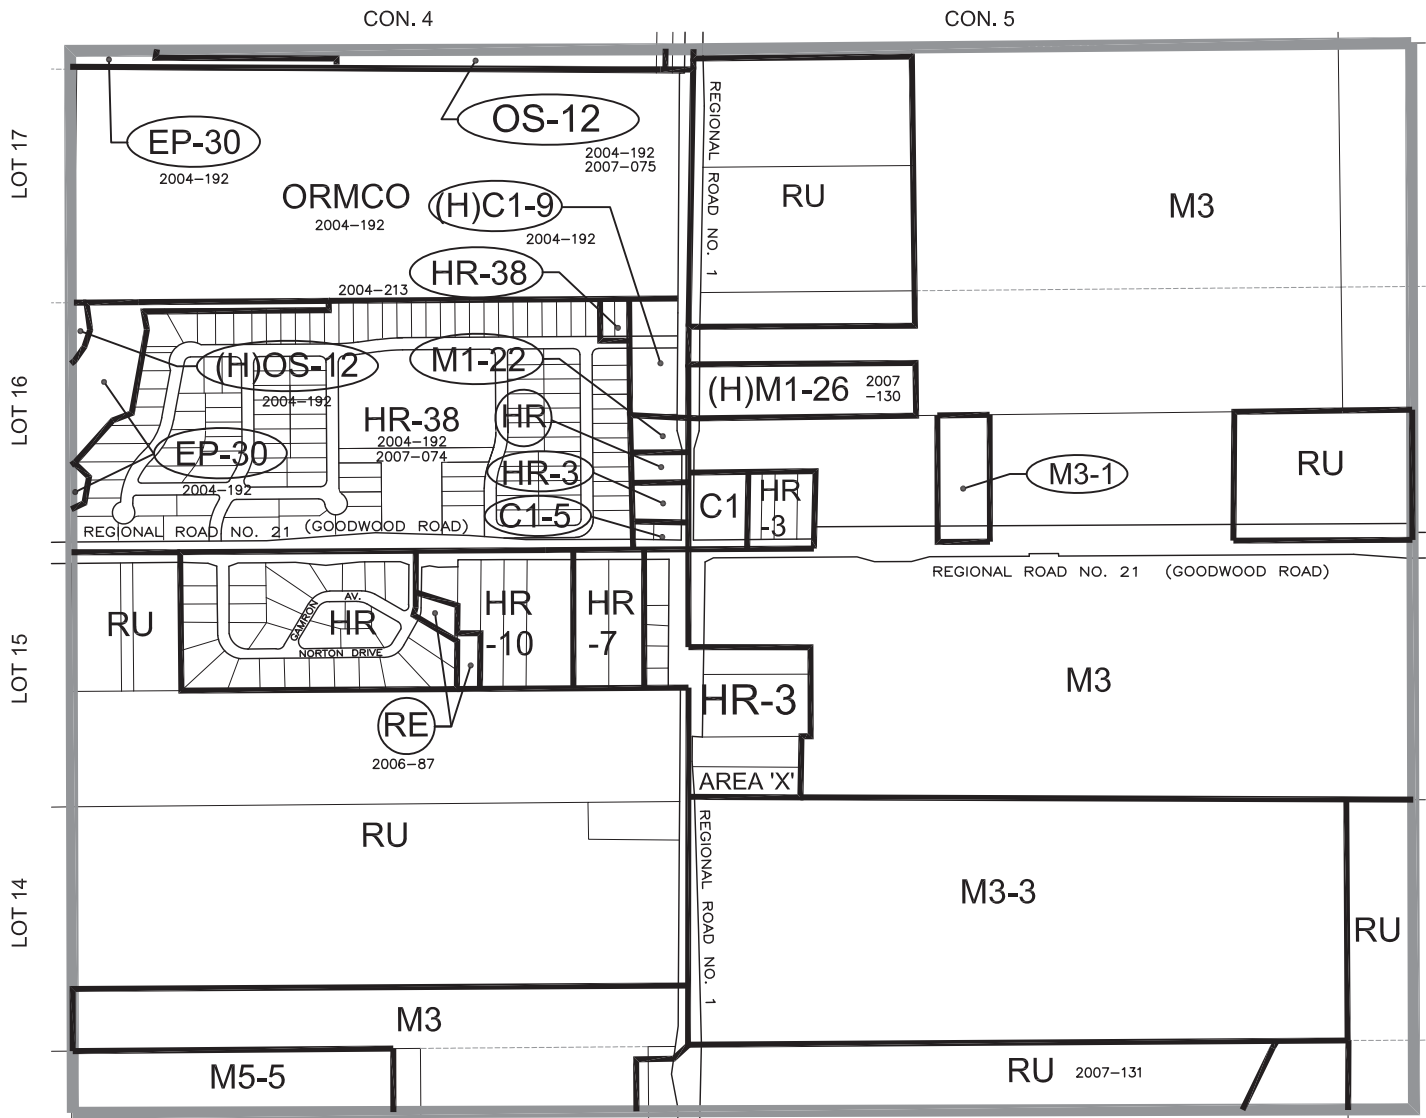 CON. 4
CON. 5
LOT 17
LOT 16
LOT 15
LOT 14
EP-30
2004-192
OS-12
2004-192
2007-075
ORMCO
2004-192
(H)C1-9
2004-192
HR-38
2004-213
REGIONAL ROAD NO. 1
RU
M3
(H)OS-12
2004-192
M1-22
HR-38
2004-192
2007-074
HR
EP-30
2004-192
HR-3
C1-5
(H)M1-26
2007
-130
C1
HR
-3
M3-1
RU
REGIONAL ROAD NO. 21 (GOODWOOD ROAD)
REGIONAL ROAD NO. 21 (GOODWOOD ROAD)
RU
GAMRON
AV.
HR
NORTON DRIVE
HR
-10
HR
-7
RE
2006-87
HR-3
M3
AREA 'X'
RU
REGIONAL ROAD NO. 1
M3-3
RU
M3
M5-5
RU
2007-131